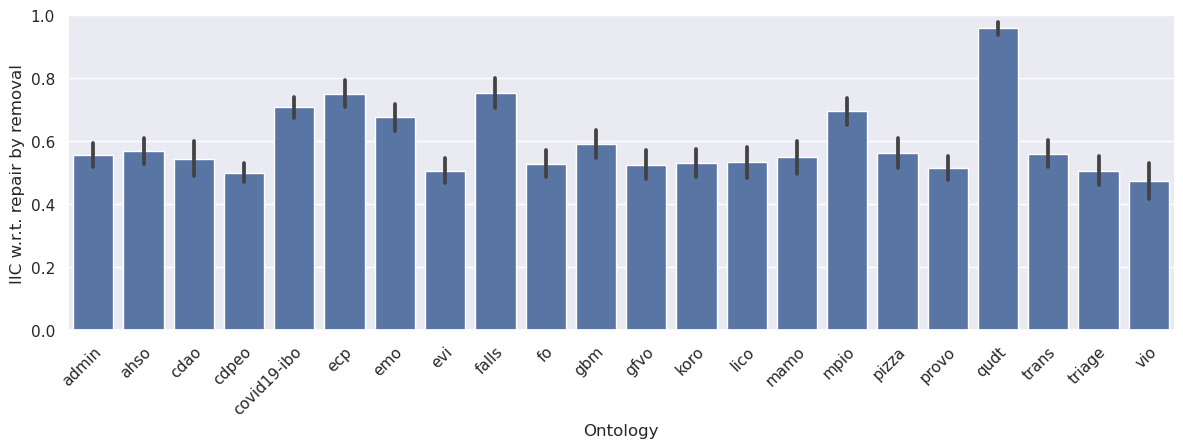 IIC w.r.t. repair by removal
1.0
0.8
0.6
0.4
0.2
0.0
admin
ahso
cdao
cdpeo
covid19-ibo
ecp
emo
evi
falls
fo
gbm
gfvo
koro
lico
mamo
mpio
pizza
provo
qudt
trans
triage
vio
Ontology